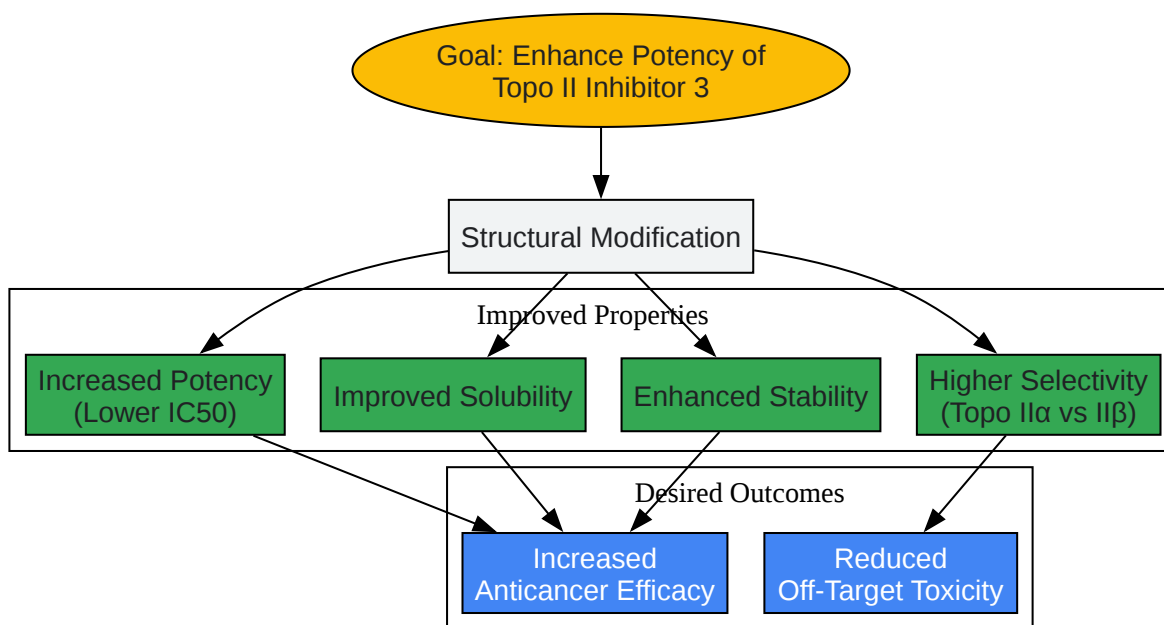 Goal: Enhance Potency of
Topo II Inhibitor 3
Structural Modification
Improved Properties
Increased Potency
(Lower IC50)
Improved Solubility
Enhanced Stability
Higher Selectivity
(Topo IIα vs IIβ)
Desired Outcomes
Increased
Anticancer Efficacy
Reduced
Off-Target Toxicity